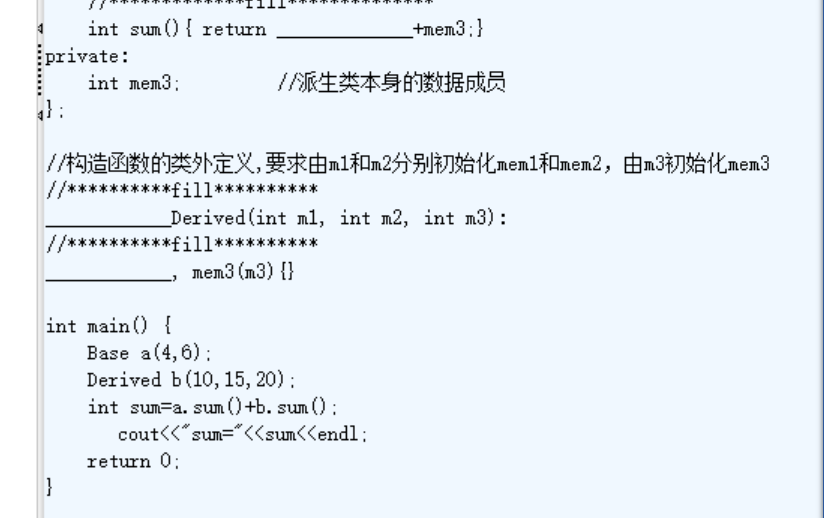 //*************fill**************
int sum(){ return _____________+mem3;}
private:
int mem3;          //派生类本身的数据成员
};
//构造函数的类外定义,要求由m1和m2分别初始化mem1和mem2，由m3初始化mem3
//**********fill**********
____________Derived(int m1, int m2, int m3):
//**********fill**********
____________, mem3(m3){}
int main() {
Base a(4,6);
Derived b(10,15,20);
int sum=a.sum()+b.sum();
cout<<"sum="<<sum<<endl;
return 0;
}